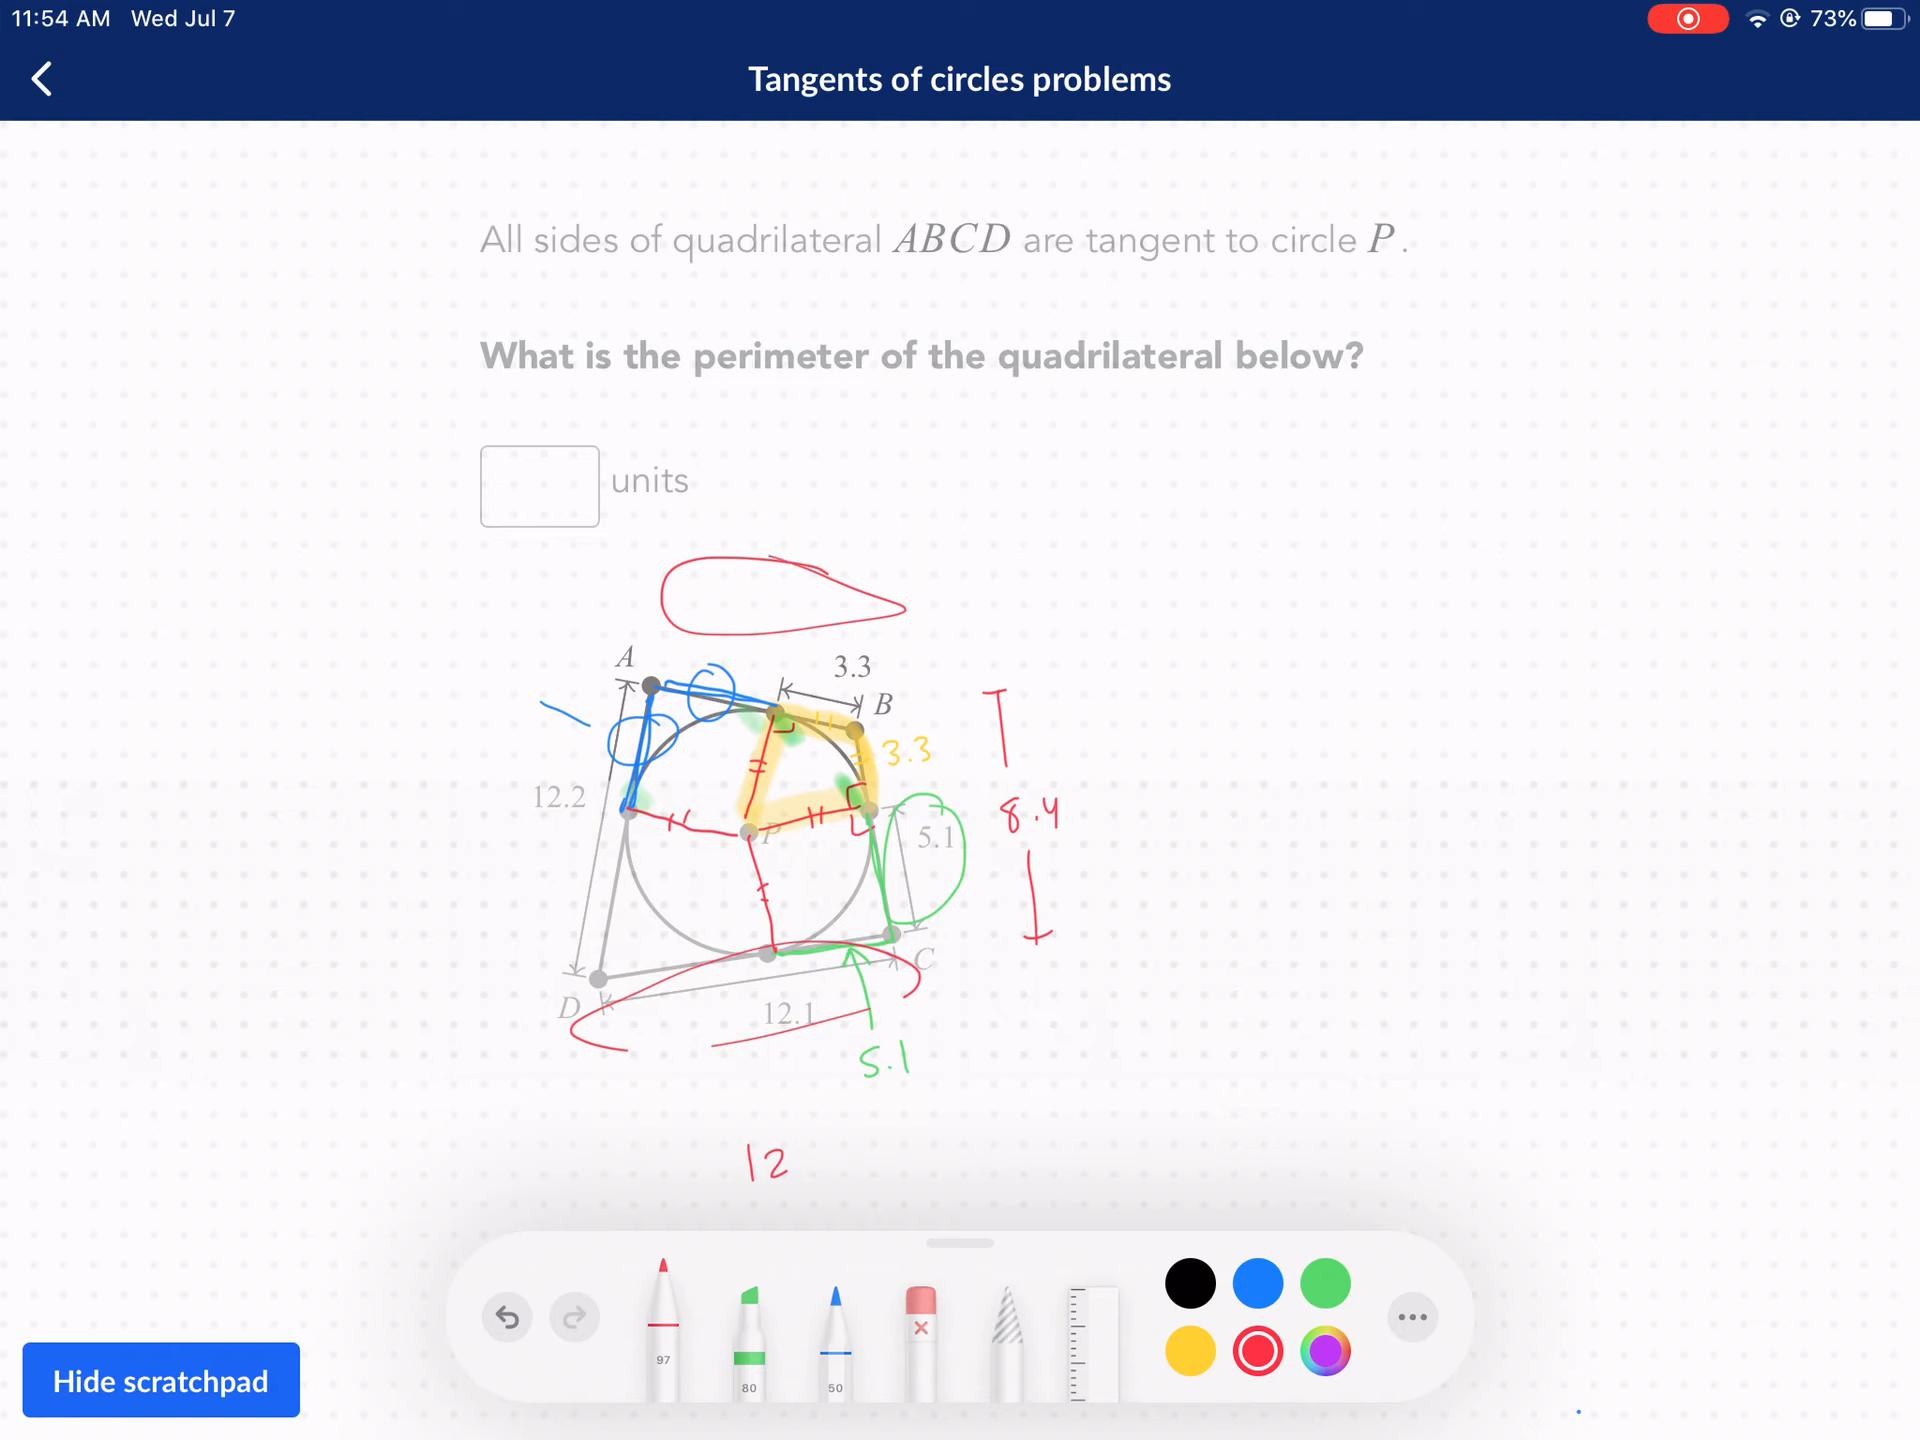 11:54 AM Wed Jul 7
73%
Tangents of circles problems
All sides of quadrilateral ABCD are tangent to circle P.
What is the perimeter of the quadrilateral below?
units
A
3.3
B
3.3
12.2
P
5.1
8.4
C
D
12.1
5.1
12
97
80
50
Hide scratchpad